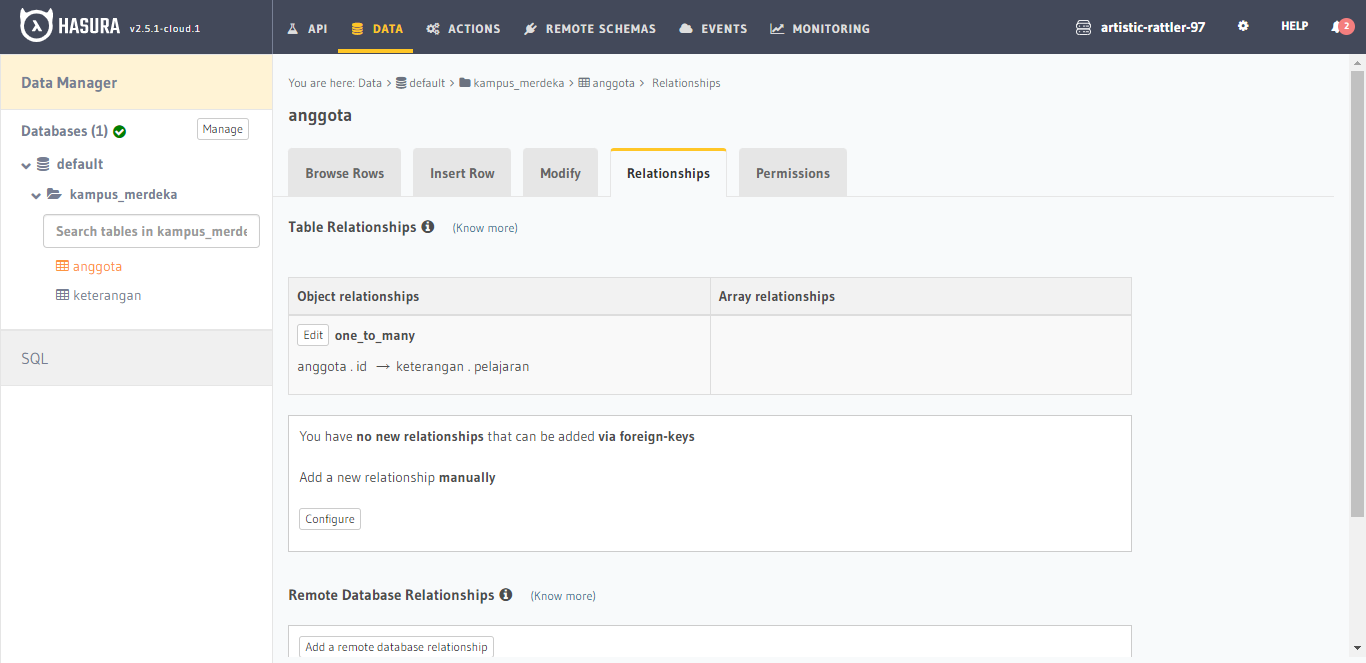 HASURA v2.5.1-cloud.1 API DATA ACTIONS REMOTE SCHEMAS EVENTS MONITORING artistic-rattler-97 HELP 2
Data Manager
Databases (1) Manage
default
kampus_merdeka
Search tables in kampus_merde
anggota
keterangan
SQL
You are here: Data > default > kampus_merdeka > anggota > Relationships
anggota
Browse Rows Insert Row Modify Relationships Permissions
Table Relationships (Know more)
Object relationships Array relationships
Edit one_to_many
anggota . id → keterangan . pelajaran
You have no new relationships that can be added via foreign-keys
Add a new relationship manually
Configure
Remote Database Relationships (Know more)
Add a remote database relationship